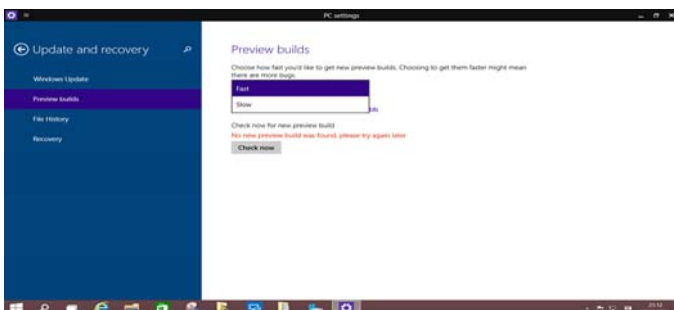 PC settings
Update and recovery
Windows Update
Preview builds
File History
Recovery
Preview builds
Choose how fast you'd like to get new preview builds. Choosing to get them faster might mean
there are more bugs.
Fast
Slow
Check now for new preview build
No new preview build was found, please try again later
Check now
21:12